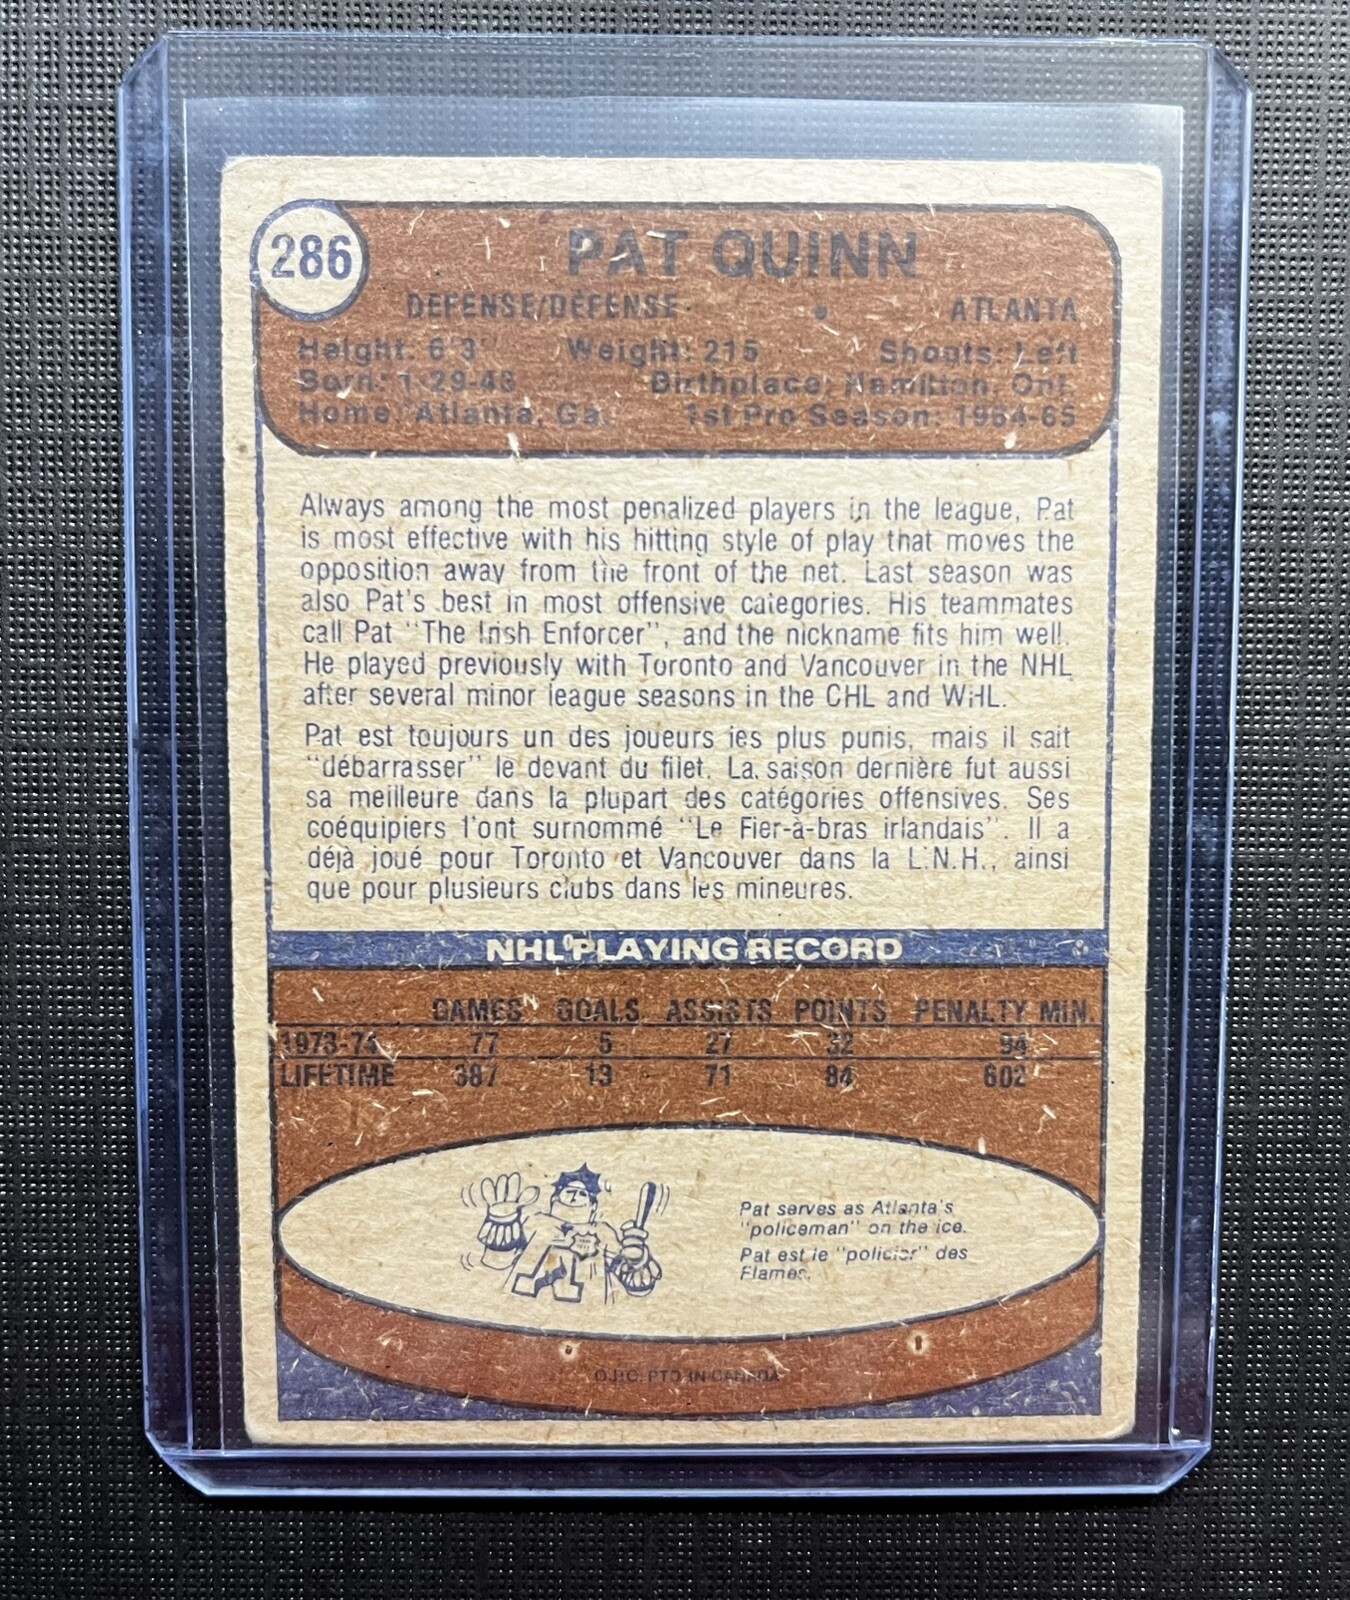 286
PAT QUINN
DEFENSE/DÉFENSE • ATLANTA
Height: 6'3" Weight: 215 Shoots: Left
Born: 1-29-43 Birthplace: Hamilton, Ont.
Home: Atlanta, Ga. 1st Pro Season: 1964-65
Always among the most penalized players in the league, Pat
is most effective with his hitting style of play that moves the
opposition away from the front of the net. Last season was
also Pat's best in most offensive categories. His teammates
call Pat "The Irish Enforcer", and the nickname fits him well.
He played previously with Toronto and Vancouver in the NHL
after several minor league seasons in the CHL and WHL.
Pat est toujours un des joueurs les plus punis, mais il sait
"débarrasser" le devant du filet. La saison dernière fut aussi
sa meilleure dans la plupart des catégories offensives. Ses
coéquipiers l'ont surnommé "Le Fier-à-bras irlandais". Il a
déjà joué pour Toronto et Vancouver dans la L.N.H., ainsi
que pour plusieurs clubs dans les mineures.
NHL PLAYING RECORD
GAMES GOALS ASSISTS POINTS PENALTY MIN.
1973-74 77 5 27 32 94
LIFETIME 387 13 71 84 602
Pat serves as Atlanta's
"policeman" on the ice.
Pat est le "policier" des
Flames.
O.P.C. PTD. IN CANADA